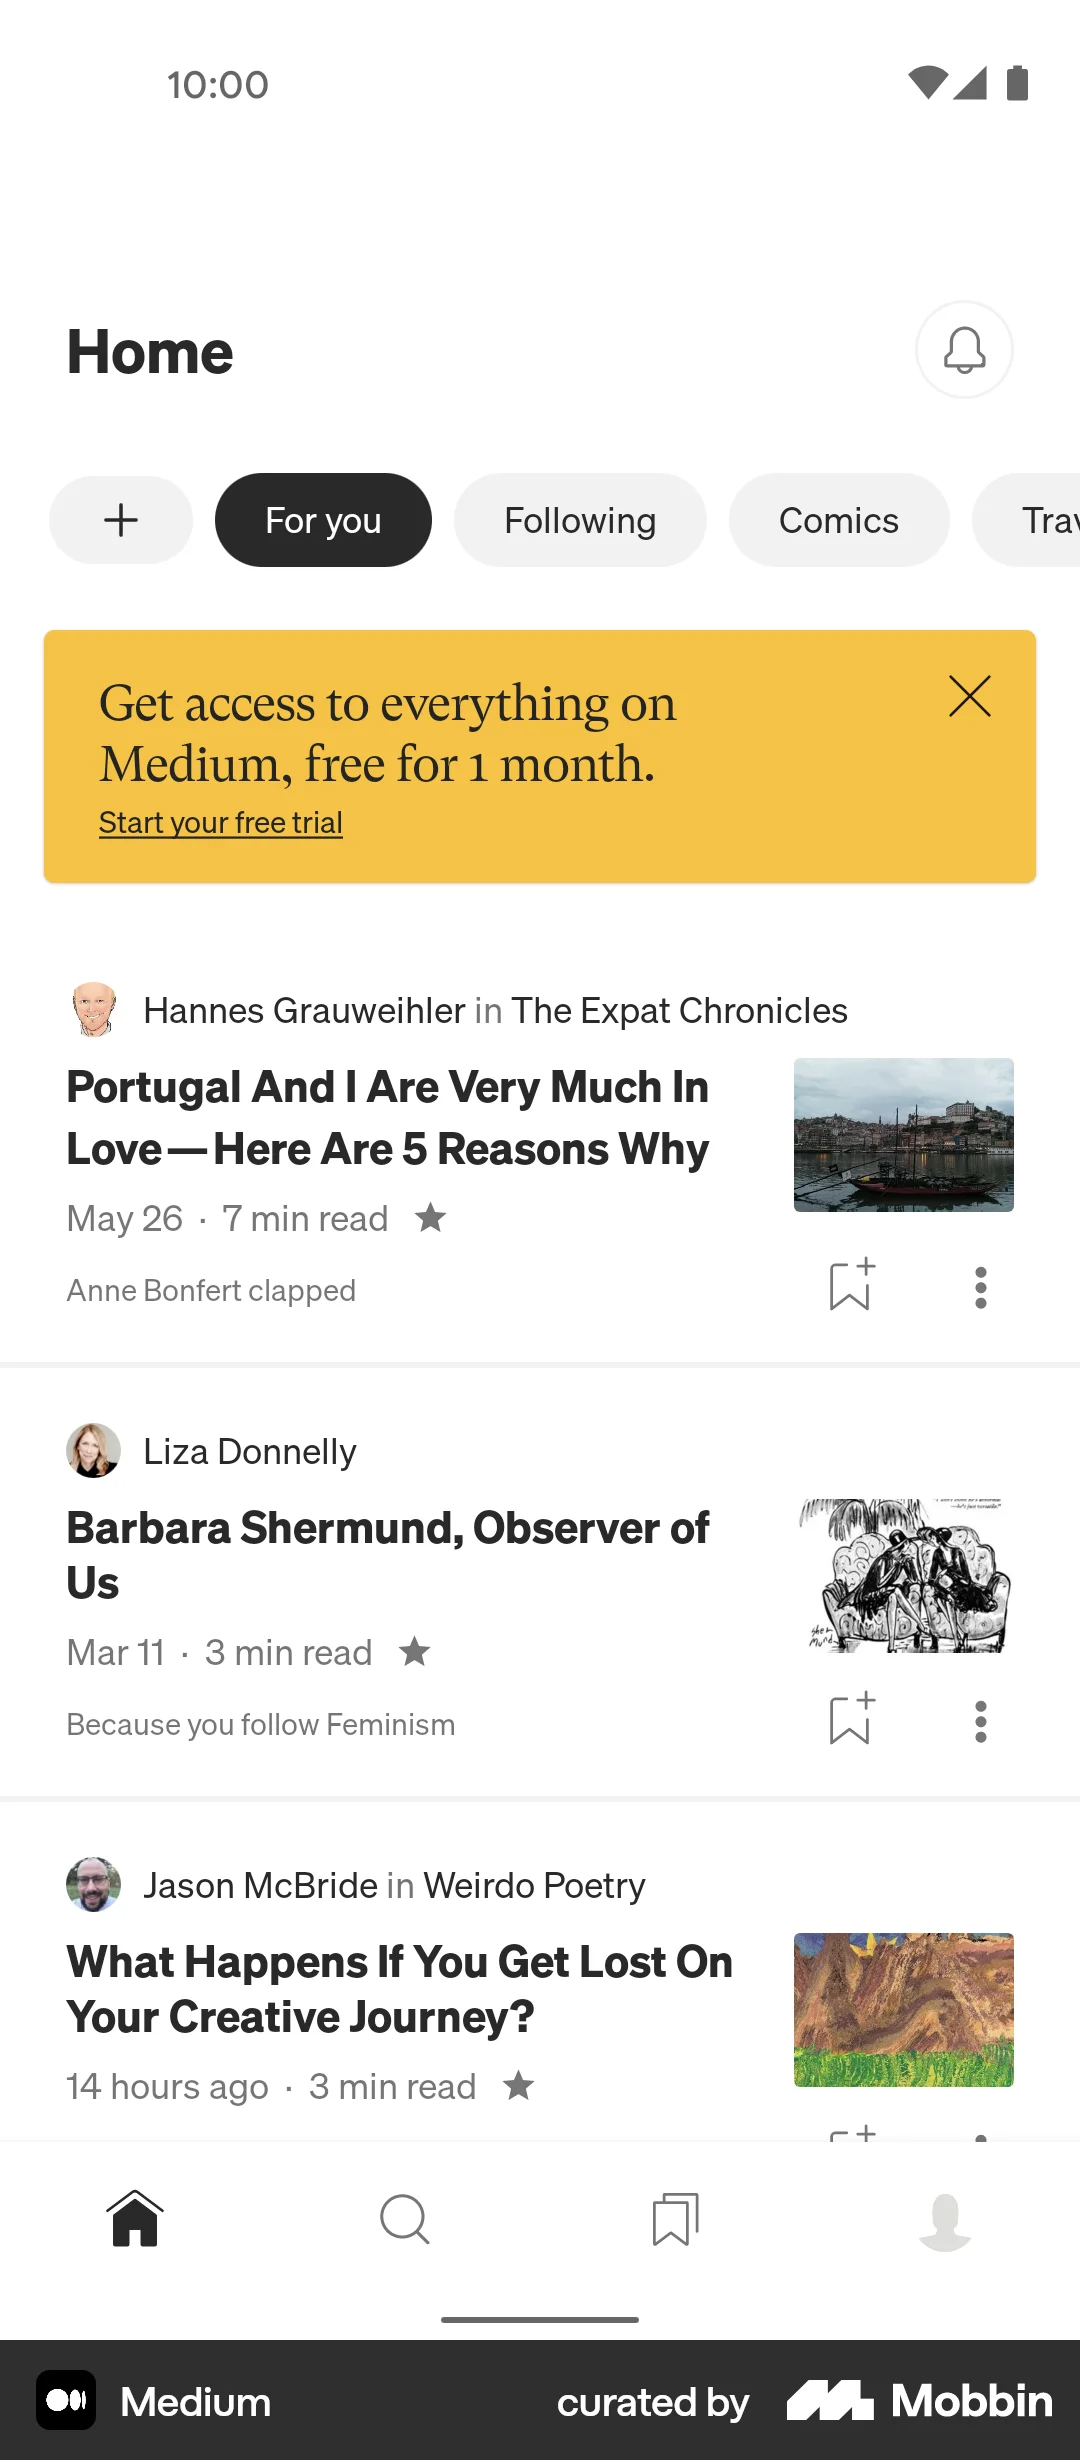 10:00
Home
For you
Following
Comics
Trav
Get access to everything on
Medium, free for 1 month.
Start your free trial
Hannes Grauweihler in The Expat Chronicles
Portugal And I Are Very Much In
Love — Here Are 5 Reasons Why
May 26 · 7 min read
Anne Bonfert clapped
Liza Donnelly
Barbara Shermund, Observer of
Us
Mar 11 · 3 min read
Because you follow Feminism
Jason McBride in Weirdo Poetry
What Happens If You Get Lost On
Your Creative Journey?
14 hours ago · 3 min read
Medium
curated by Mobbin